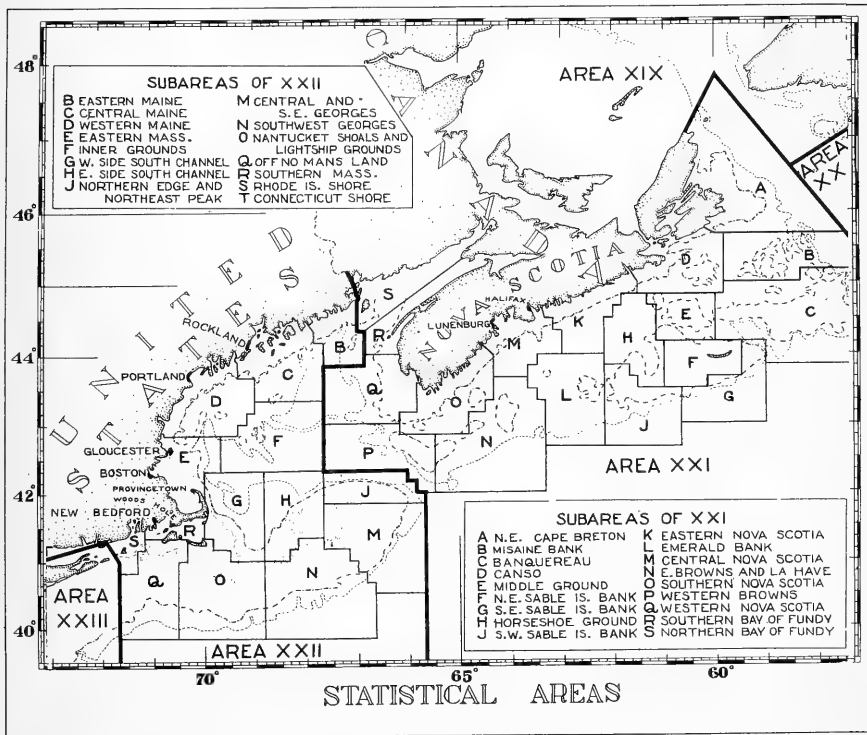 48°
46°
44°
42°
40°
70°
65°
60°
SUBAREAS OF XXII
B EASTERN MAINE
C CENTRAL MAINE
D WESTERN MAINE
E EASTERN MASS.
F INNER GROUNDS
G W. SIDE SOUTH CHANNEL
H E. SIDE SOUTH CHANNEL
J NORTHERN EDGE AND
NORTHEAST PEAK
M CENTRAL AND
S.E. GEORGES
N SOUTHWEST GEORGES
O NANTUCKET SHOALS AND
LIGHTSHIP GROUNDS
Q OFF NO MANS LAND
R SOUTHERN MASS.
S RHODE IS. SHORE
T CONNECTICUT SHORE
CANADA
AREA XIX
AREA
XX
UNITED
STATES
NOVA SCOTIA
HALIFAX
LUNENBURG
ROCKLAND
PORTLAND
GLOUCESTER
BOSTON
PROVINCETOWN
WOODS
HOLE
NEW BEDFORD
A
B
C
D
E
F
G
H
J
K
L
M
N
O
P
Q
R
S
B
C
D
E
F
G
H
J
M
N
O
Q
R
S
AREA XXI
AREA
XXIII
AREA XXII
SUBAREAS OF XXI
A N.E. CAPE BRETON
B MISAINE BANK
C BANQUEREAU
D CANSO
E MIDDLE GROUND
F N.E. SABLE IS. BANK
G S.E. SABLE IS. BANK
H HORSESHOE GROUND
J S.W. SABLE IS. BANK
K EASTERN NOVA SCOTIA
L EMERALD BANK
M CENTRAL NOVA SCOTIA
N E. BROWNS AND LA HAVE
O SOUTHERN NOVA SCOTIA
P WESTERN BROWNS
Q WESTERN NOVA SCOTIA
R SOUTHERN BAY OF FUNDY
S NORTHERN BAY OF FUNDY
STATISTICAL AREAS